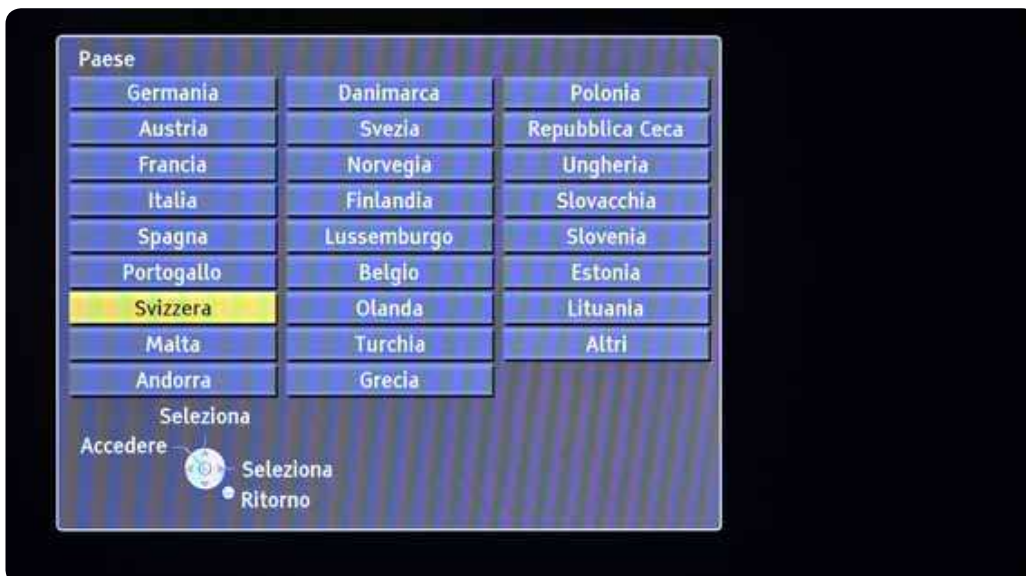 Paese
Germania Danimarca Polonia
Austria Svezia Repubblica Ceca
Francia Norvegia Ungheria
Italia Finlandia Slovacchia
Spagna Lussemburgo Slovenia
Portogallo Belgio Estonia
Svizzera Olanda Lituania
Malta Turchia Altri
Andorra Grecia
Seleziona
Accedere
Seleziona
Ritorno